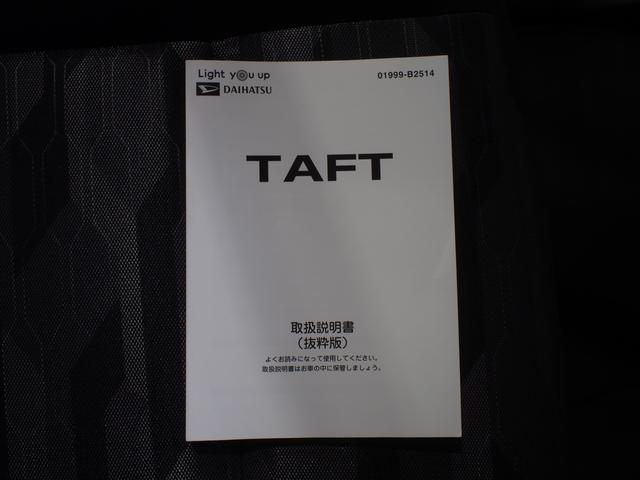 Light you up
01999-B2514
DAIHATSU
TAFT
取扱説明書
（抜粋版）
よくお読みになって使用してください。
取扱説明書はお車の中に保管しましょう。